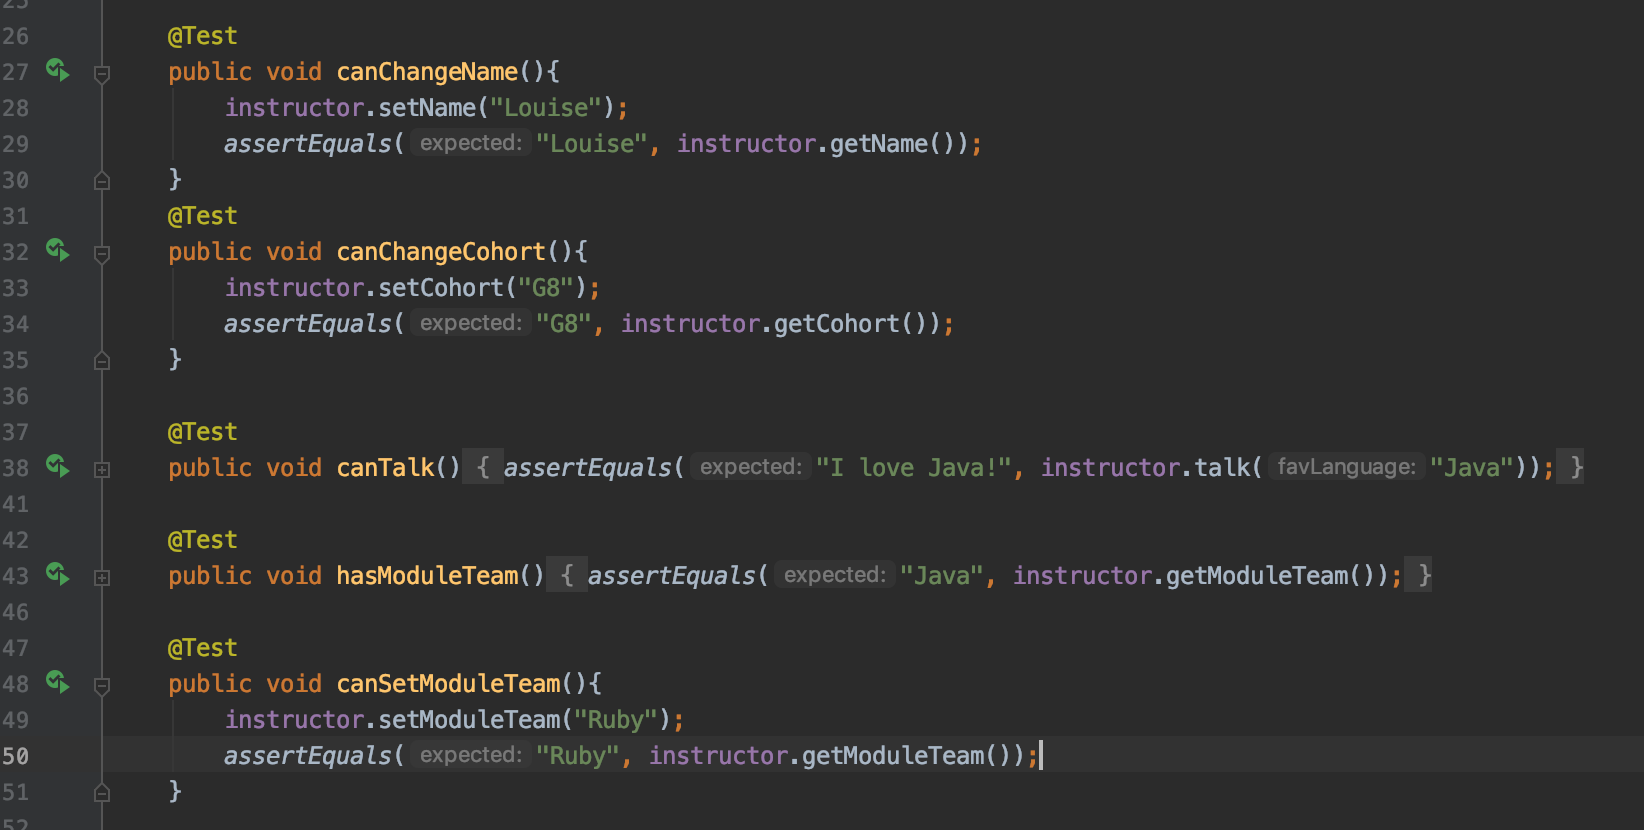 25
26 @Test
27 public void canChangeName(){
28 instructor.setName("Louise");
29 assertEquals( expected: "Louise", instructor.getName());
30 }
31 @Test
32 public void canChangeCohort(){
33 instructor.setCohort("G8");
34 assertEquals( expected: "G8", instructor.getCohort());
35 }
36
37 @Test
38 public void canTalk() { assertEquals( expected: "I love Java!", instructor.talk( favLanguage: "Java")); }
41
42 @Test
43 public void hasModuleTeam() { assertEquals( expected: "Java", instructor.getModuleTeam()); }
46
47 @Test
48 public void canSetModuleTeam(){
49 instructor.setModuleTeam("Ruby");
50 assertEquals( expected: "Ruby", instructor.getModuleTeam());
51 }
52